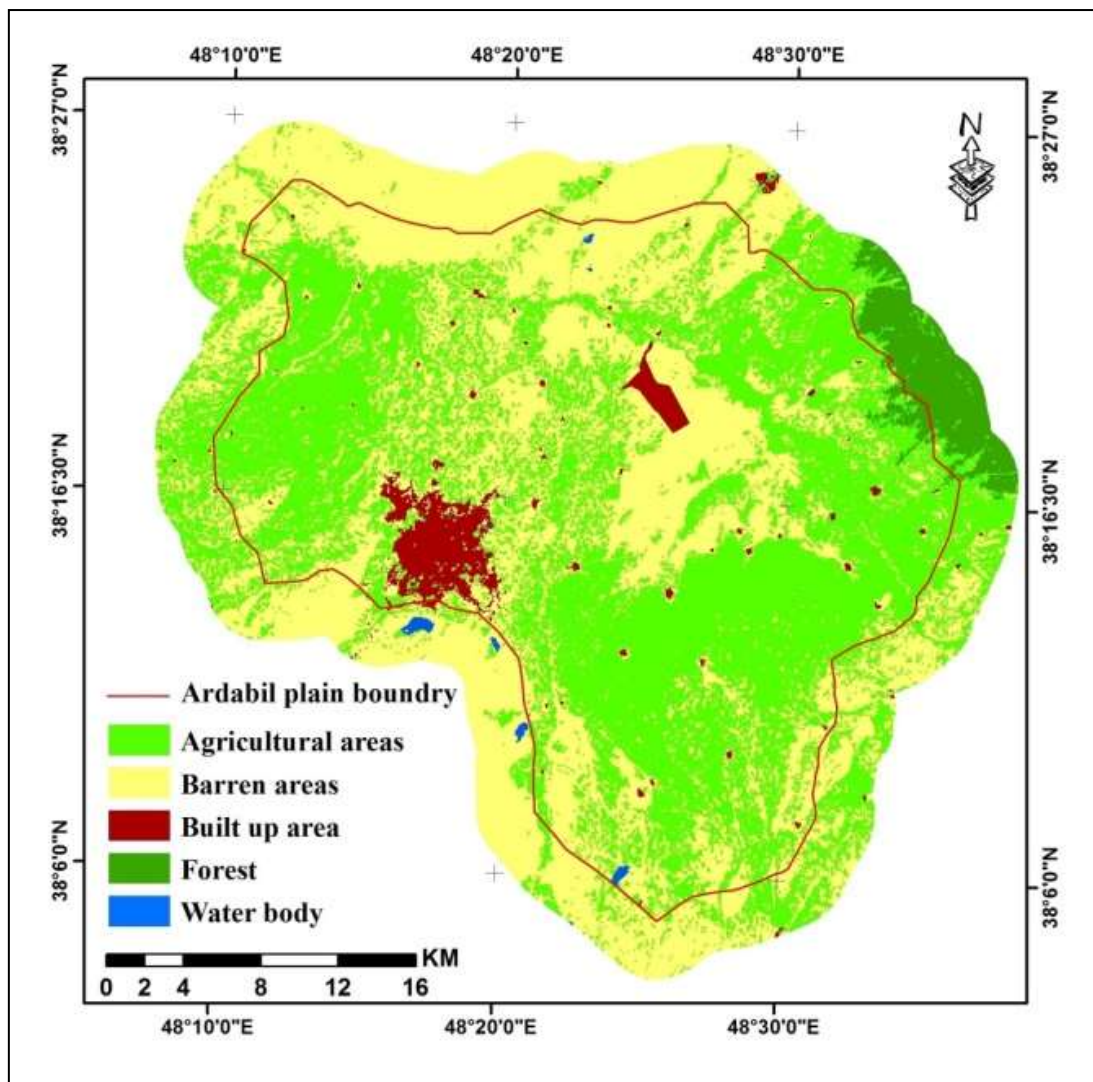 48°10'0"E 48°20'0"E 48°30'0"E
38°27'0"N
38°27'0"N
N
38°16'30"N
38°16'30"N
38°6'0"N
38°6'0"N
Ardabil plain boundry
Agricultural areas
Barren areas
Built up area
Forest
Water body
KM
0 2 4 8 12 16
48°10'0"E 48°20'0"E 48°30'0"E